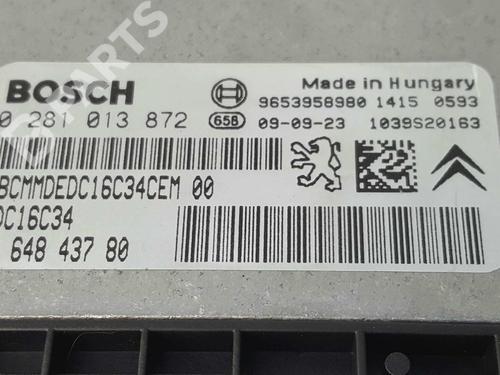 BOSCH
Made in Hungary
9653958980 1415 0593
0 281 013 872
658
09-09-23 1039S20163
BCMMDEDC16C34CEM 00
DC16C34
648 437 80
PARTS